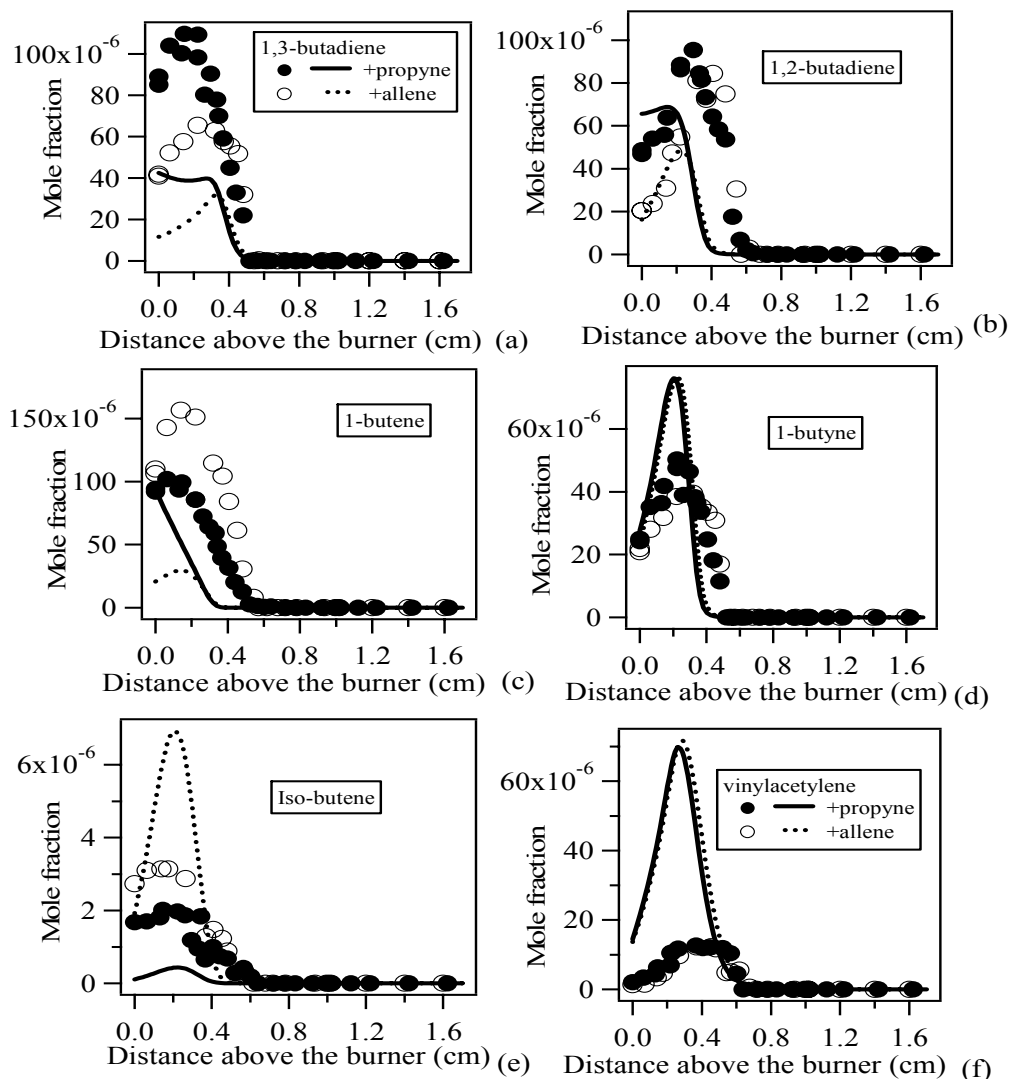 100x10-6
80
60
40
20
0
Mole fraction
1,3-butadiene
+propyne
+allene
0.0 0.4 0.8 1.2 1.6
Distance above the burner (cm) (a)
100x10-6
80
60
40
20
0
Mole fraction
1,2-butadiene
0.0 0.4 0.8 1.2 1.6
Distance above the burner (cm) (b)
150x10-6
100
50
0
Mole fraction
1-butene
0.0 0.4 0.8 1.2 1.6
Distance above the burner (cm) (c)
60x10-6
40
20
0
Mole fraction
1-butyne
0.0 0.4 0.8 1.2 1.6
Distance above the burner (cm) (d)
6x10-6
4
2
0
Mole fraction
Iso-butene
0.0 0.4 0.8 1.2 1.6
Distance above the burner (cm) (e)
60x10-6
40
20
0
Mole fraction
vinylacetylene
+propyne
+allene
0.0 0.4 0.8 1.2 1.6
Distance above the burner (cm) (f)